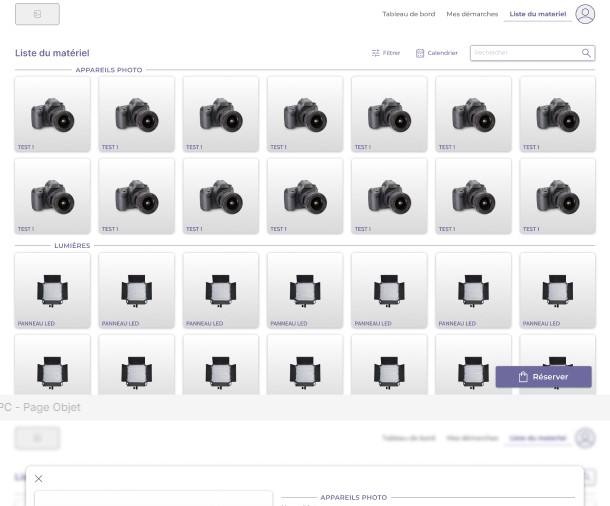 Tableau de bord Mes démarches Liste du materiel
Liste du matériel Filtrer Calendrier Rechercher
APPAREILS PHOTO
TEST 1 TEST 1 TEST 1 TEST 1 TEST 1 TEST 1 TEST 1
TEST 1 TEST 1 TEST 1 TEST 1 TEST 1 TEST 1 TEST 1
LUMIÈRES
PANNEAU LED PANNEAU LED PANNEAU LED PANNEAU LED PANNEAU LED PANNEAU LED PANNEAU LED
Réserver
PC - Page Objet
Tableau de bord Mes démarches Liste du materiel
APPAREILS PHOTO